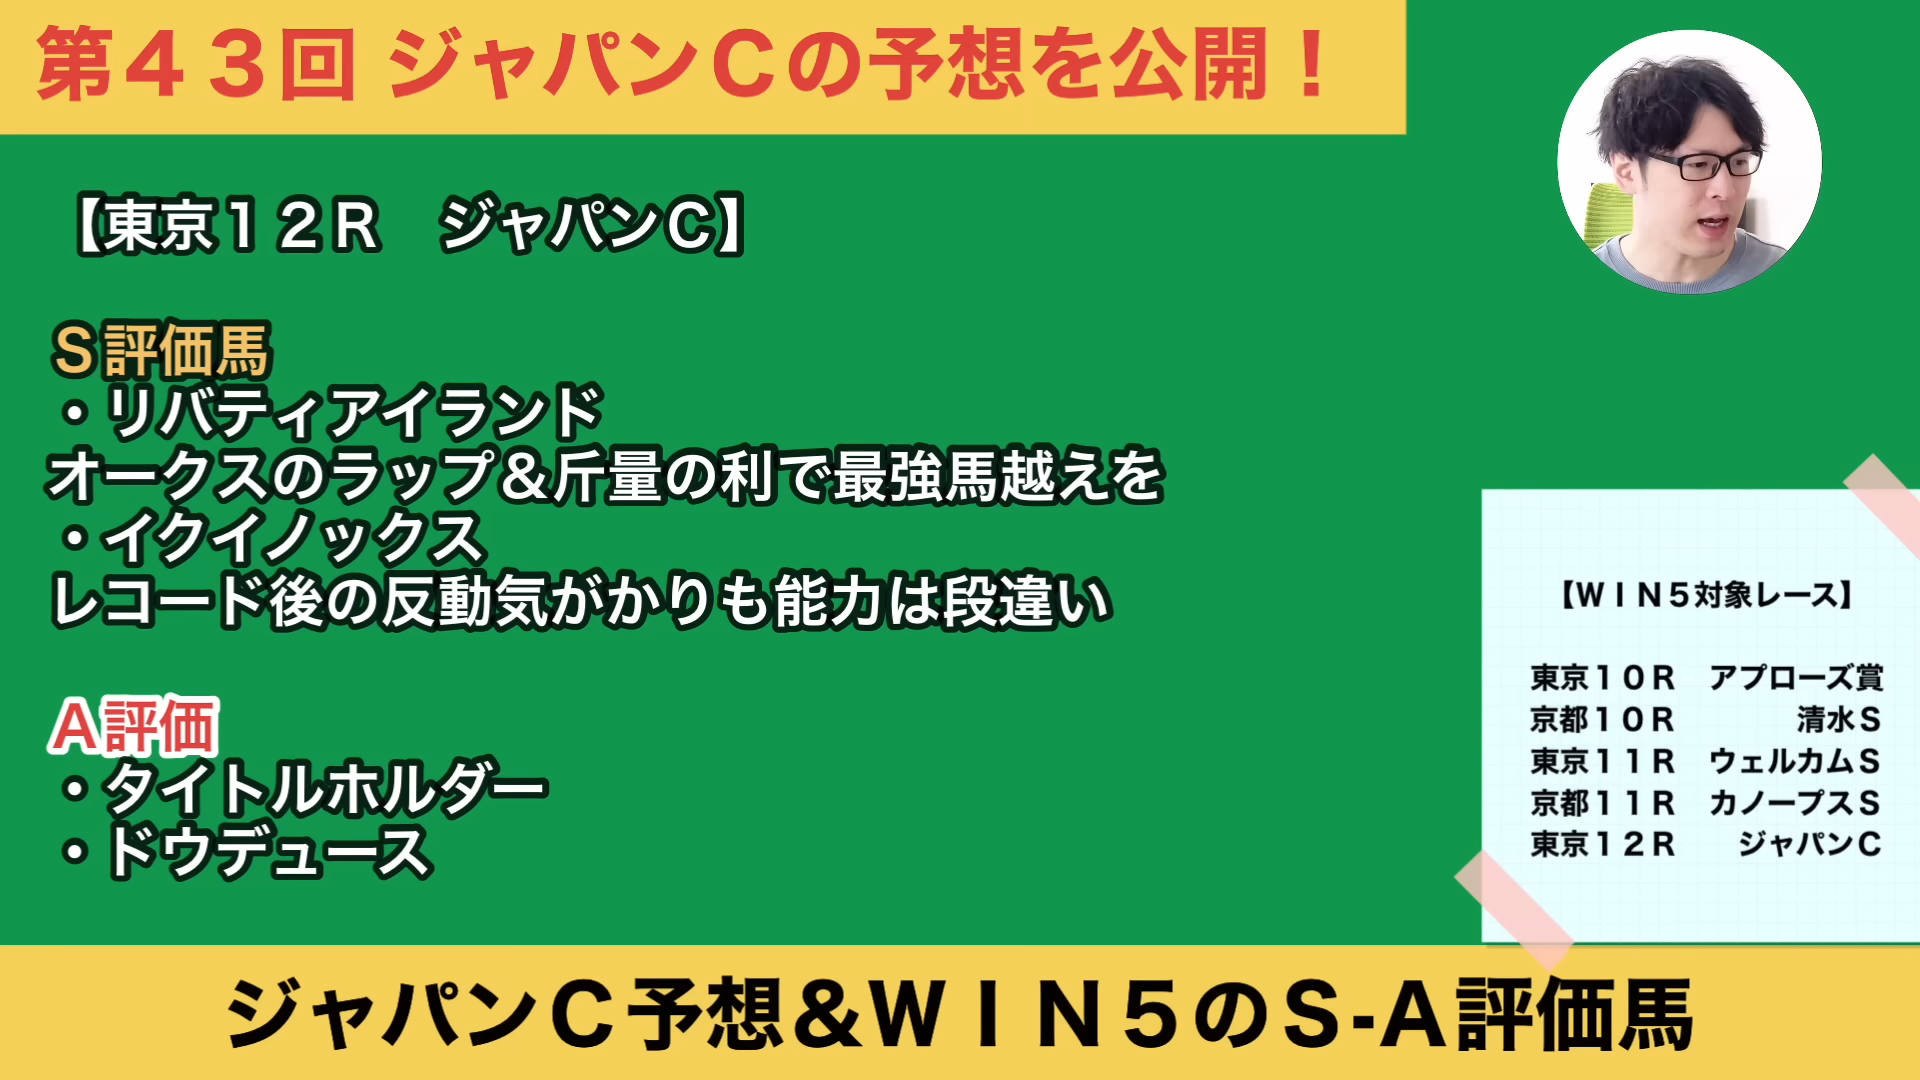 第４３回 ジャパンＣの予想を公開！
【東京１２Ｒ　ジャパンＣ】
Ｓ評価馬
・リバティアイランド
オークスのラップ＆斤量の利で最強馬越えを
・イクイノックス
レコード後の反動気がかりも能力は段違い
Ａ評価
・タイトルホルダー
・ドウデュース
【ＷＩＮ５対象レース】
東京１０Ｒ　アプローズ賞
京都１０Ｒ　清水Ｓ
東京１１Ｒ　ウェルカムＳ
京都１１Ｒ　カノープスＳ
東京１２Ｒ　ジャパンＣ
ジャパンＣ予想＆ＷＩＮ５のＳ-Ａ評価馬